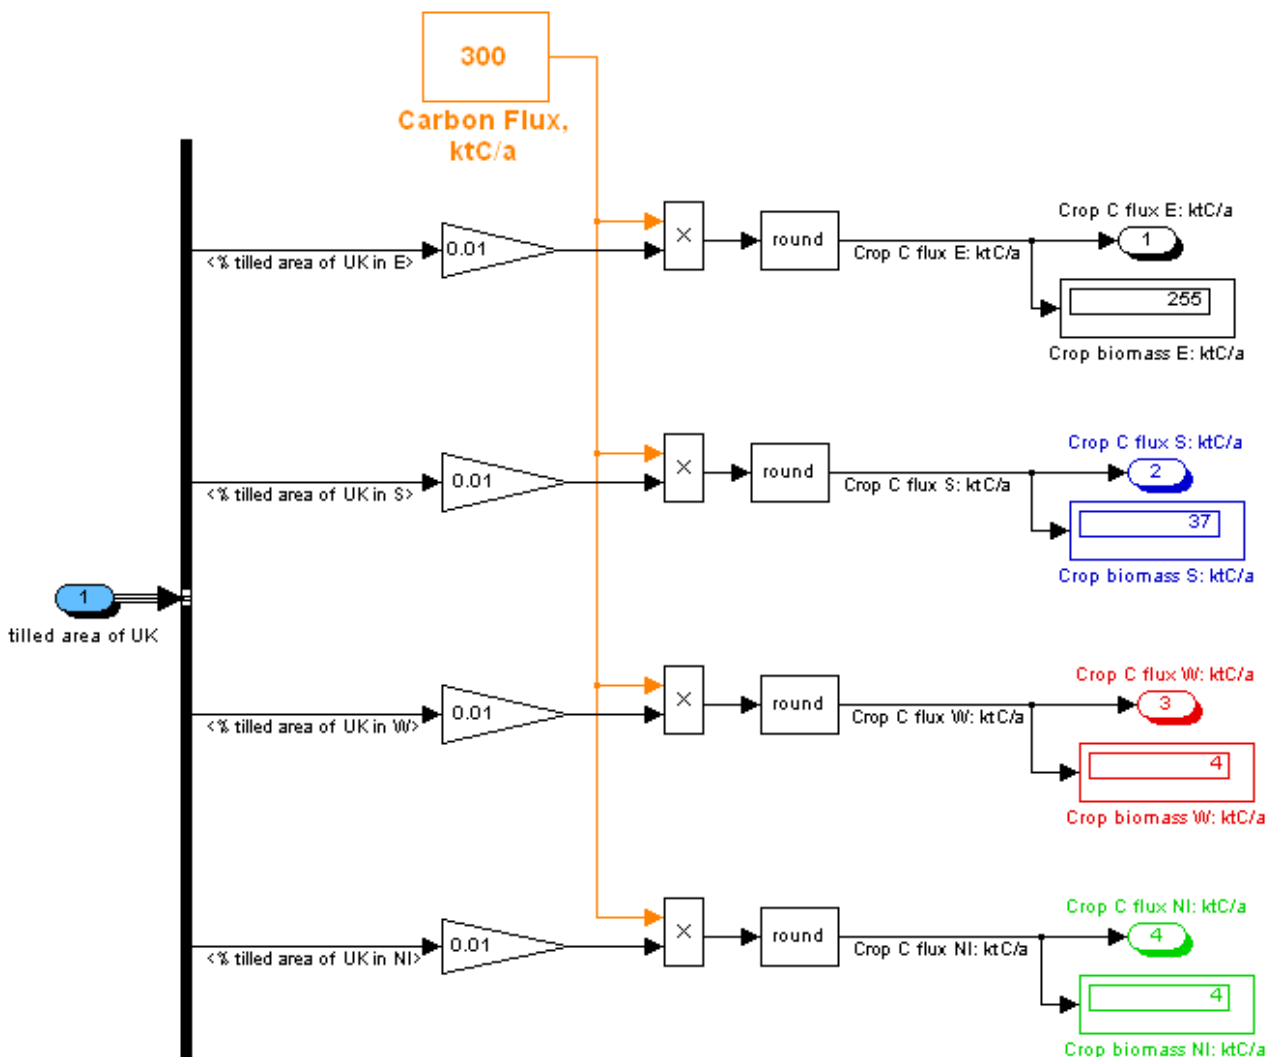 300
Carbon Flux,
ktC/a
Crop C flux E: ktC/a
0.01
×
round
1
<% tilled area of UK in E>
Crop C flux E: ktC/a
255
Crop biomass E: ktC/a
Crop C flux S: ktC/a
0.01
×
round
2
<% tilled area of UK in S>
Crop C flux S: ktC/a
37
Crop biomass S: ktC/a
1
tilled area of UK
Crop C flux W: ktC/a
0.01
×
round
3
<% tilled area of UK in W>
Crop C flux W: ktC/a
4
Crop biomass W: ktC/a
Crop C flux NI: ktC/a
0.01
×
round
4
<% tilled area of UK in NI>
Crop C flux NI: ktC/a
4
Crop biomass NI: ktC/a